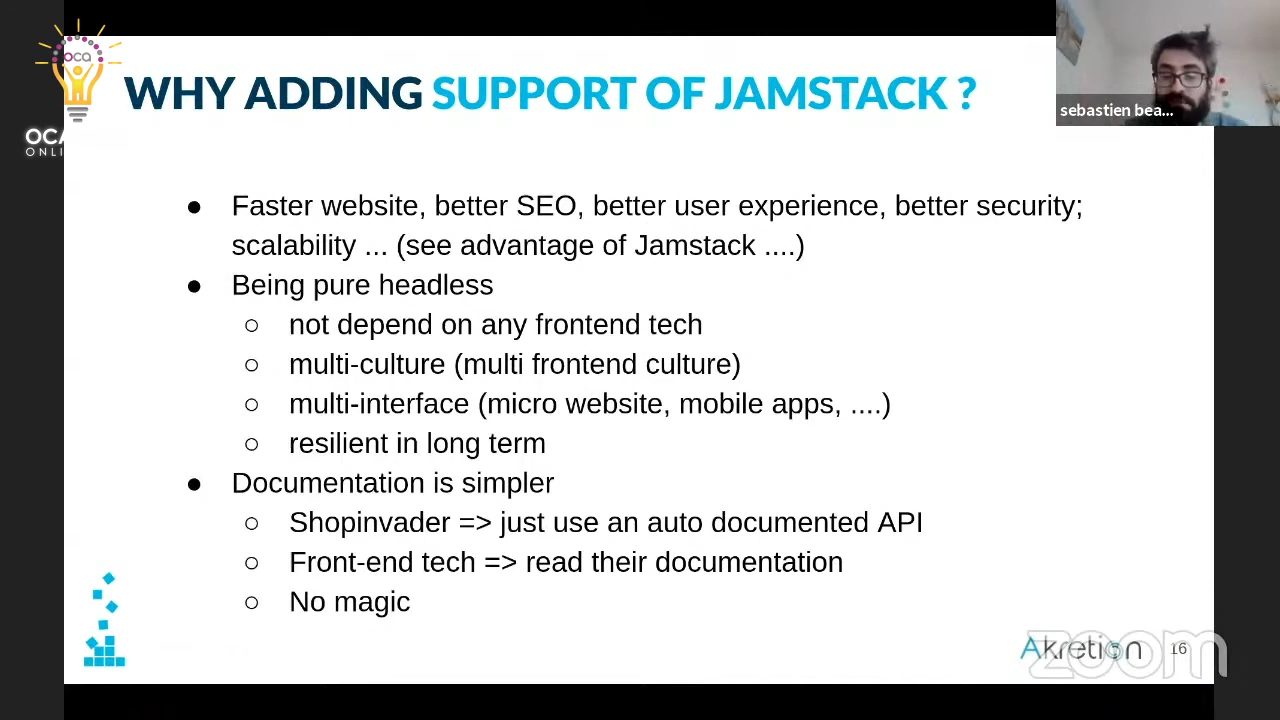 oca
OCA
ONLI
WHY ADDING SUPPORT OF JAMSTACK ?
sebastien bea...
● Faster website, better SEO, better user experience, better security;
scalability ... (see advantage of Jamstack ....)
● Being pure headless
○ not depend on any frontend tech
○ multi-culture (multi frontend culture)
○ multi-interface (micro website, mobile apps, ....)
○ resilient in long term
● Documentation is simpler
○ Shopinvader => just use an auto documented API
○ Front-end tech => read their documentation
○ No magic
Akretion
zoom
16